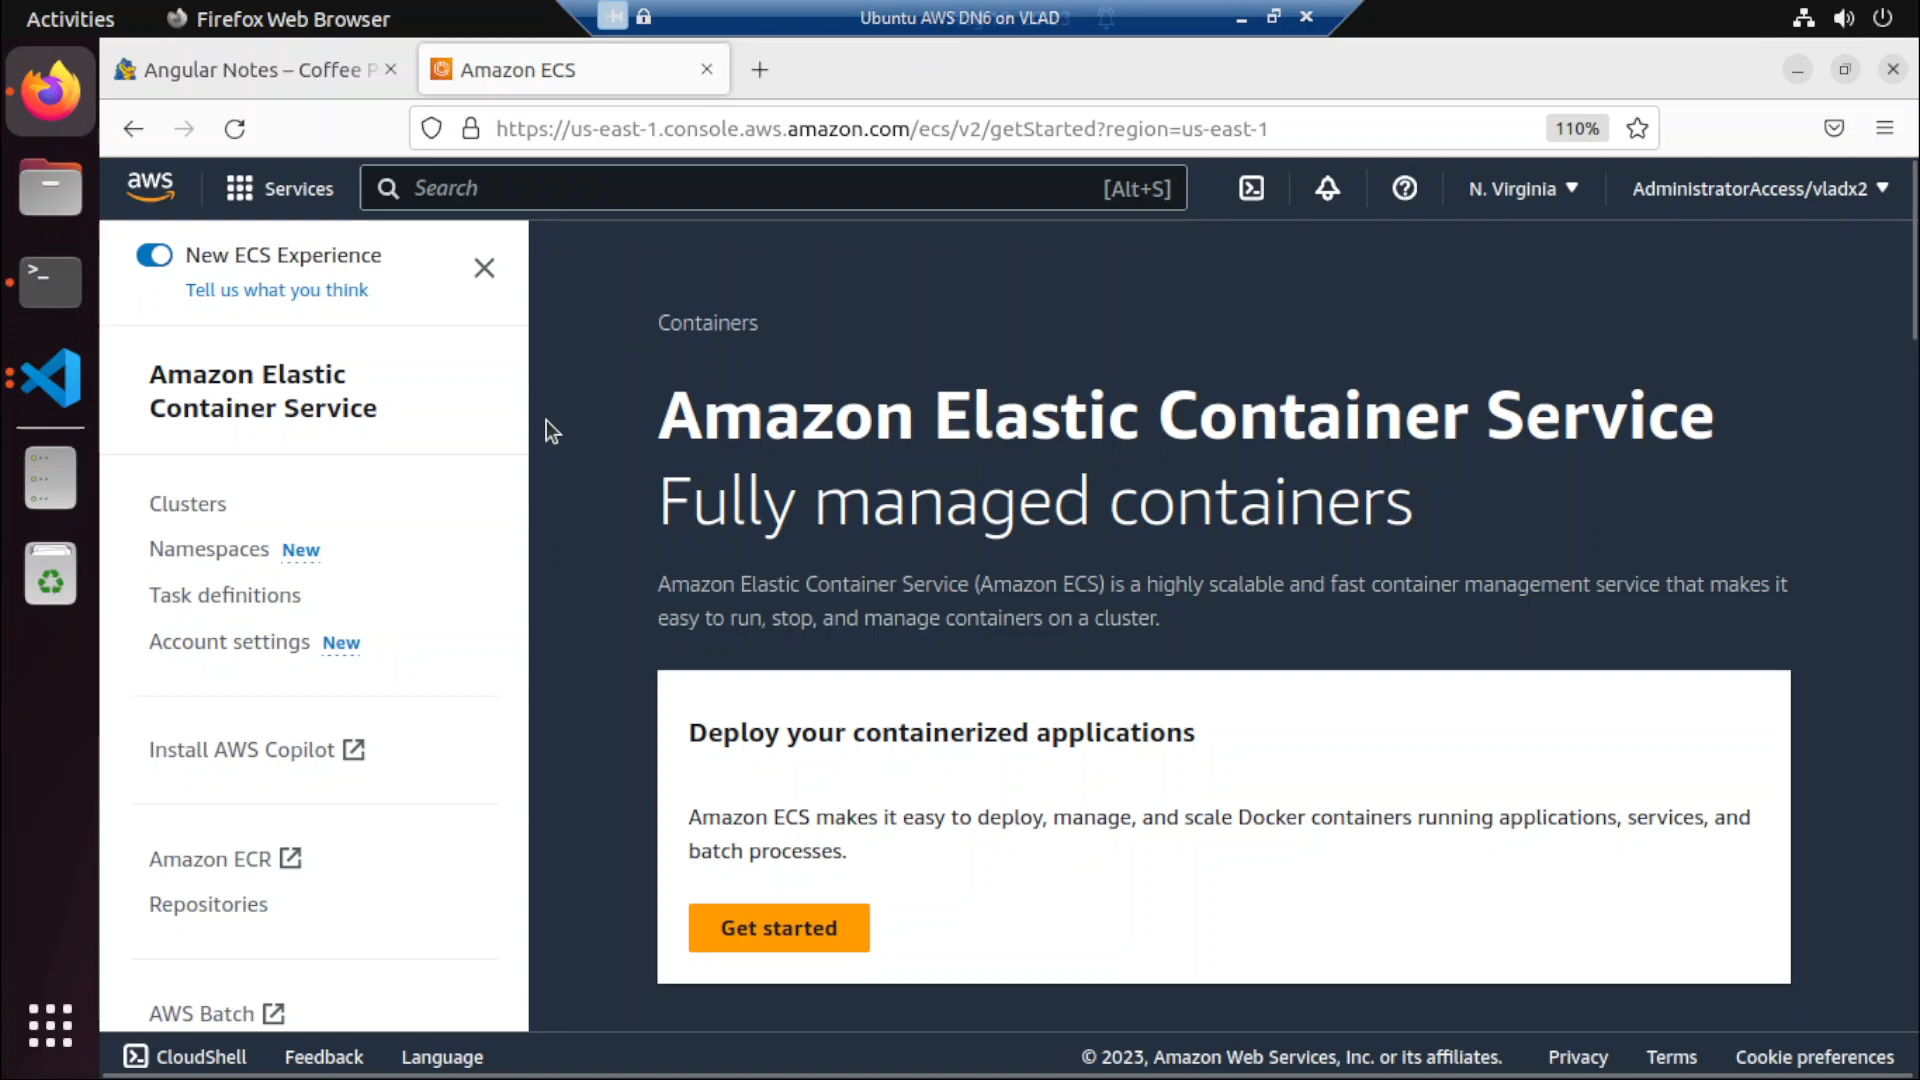 Activities
Firefox Web Browser
Ubuntu AWS DN6 on VLAD
Angular Notes – Coffee P
Amazon ECS
https://us-east-1.console.aws.amazon.com/ecs/v2/getStarted?region=us-east-1
110%
aws
Services
Search
[Alt+S]
N. Virginia
AdministratorAccess/vladx2
New ECS Experience
Tell us what you think
Amazon Elastic
Container Service
Clusters
Namespaces New
Task definitions
Account settings New
Install AWS Copilot
Amazon ECR
Repositories
AWS Batch
Containers
Amazon Elastic Container Service
Fully managed containers
Amazon Elastic Container Service (Amazon ECS) is a highly scalable and fast container management service that makes it
easy to run, stop, and manage containers on a cluster.
Deploy your containerized applications
Amazon ECS makes it easy to deploy, manage, and scale Docker containers running applications, services, and
batch processes.
Get started
CloudShell
Feedback
Language
© 2023, Amazon Web Services, Inc. or its affiliates.
Privacy
Terms
Cookie preferences